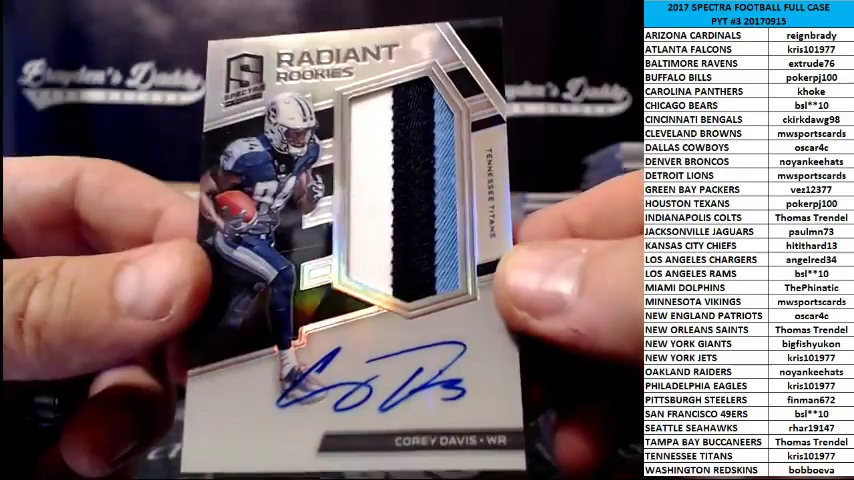 Brayden's Daddy
RADIANT
ROOKIES
SPECTRA
TENNESSEE TITANS
COREY DAVIS • WR
2017 SPECTRA FOOTBALL FULL CASE
PYT #3 20170915
ARIZONA CARDINALS reignbrady
ATLANTA FALCONS kris101977
BALTIMORE RAVENS extrude76
BUFFALO BILLS pokerpj100
CAROLINA PANTHERS khoke
CHICAGO BEARS bsl**10
CINCINNATI BENGALS ckirkdawg98
CLEVELAND BROWNS mwsportscards
DALLAS COWBOYS oscar4c
DENVER BRONCOS noyankeehats
DETROIT LIONS mwsportscards
GREEN BAY PACKERS vez12377
HOUSTON TEXANS pokerpj100
INDIANAPOLIS COLTS Thomas Trendel
JACKSONVILLE JAGUARS paulmn73
KANSAS CITY CHIEFS hitithard13
LOS ANGELES CHARGERS angelred34
LOS ANGELES RAMS bsl**10
MIAMI DOLPHINS ThePhinatic
MINNESOTA VIKINGS mwsportscards
NEW ENGLAND PATRIOTS oscar4c
NEW ORLEANS SAINTS Thomas Trendel
NEW YORK GIANTS bigfishyukon
NEW YORK JETS kris101977
OAKLAND RAIDERS noyankeehats
PHILADELPHIA EAGLES kris101977
PITTSBURGH STEELERS finman672
SAN FRANCISCO 49ERS bsl**10
SEATTLE SEAHAWKS rhar19147
TAMPA BAY BUCCANEERS Thomas Trendel
TENNESSEE TITANS kris101977
WASHINGTON REDSKINS bobboeva